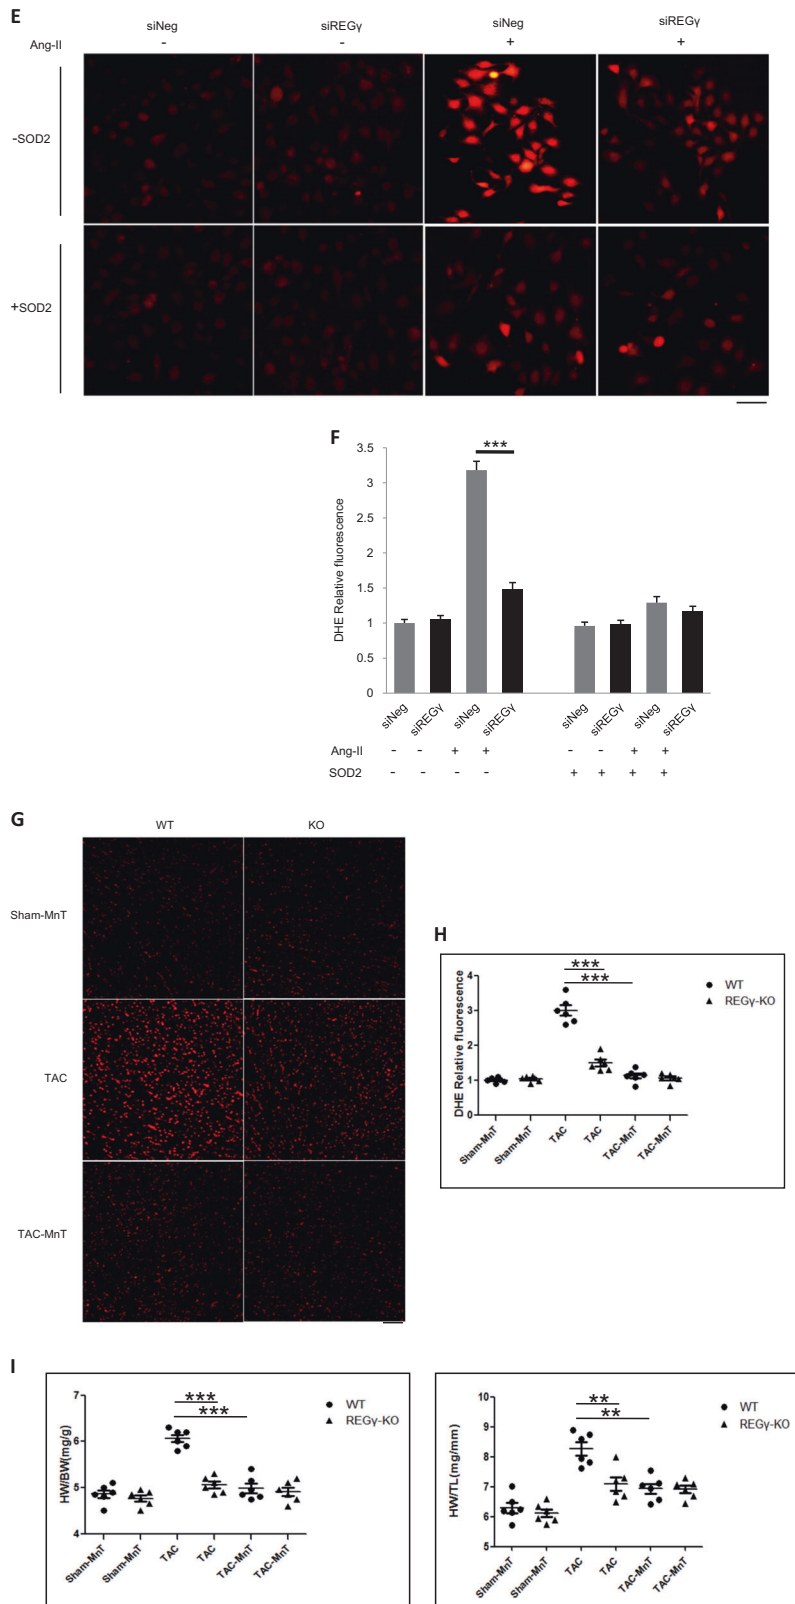 E
siNeg siREGγ siNeg siREGγ
Ang-II - - + +
-SOD2
+SOD2
F
DHE Relative fluorescence
3.5
3
2.5
2
1.5
1
0.5
0
***
siNeg siREGγ siNeg siREGγ siNeg siREGγ siNeg siREGγ
Ang-II - - + + - - + +
SOD2 - - - - + + + +
G
WT KO
Sham-MnT
TAC
TAC-MnT
H
DHE Relative fluorescence
4
3
2
1
0
***
***
WT
REGγ-KO
Sham-MnT Sham-MnT TAC TAC TAC-MnT TAC-MnT
I
HW/BW(mg/g)
7
6
5
4
***
***
WT
REGγ-KO
Sham-MnT Sham-MnT TAC TAC TAC-MnT TAC-MnT
HW/TL(mg/mm)
10
9
8
7
6
5
**
**
WT
REGγ-KO
Sham-MnT Sham-MnT TAC TAC TAC-MnT TAC-MnT